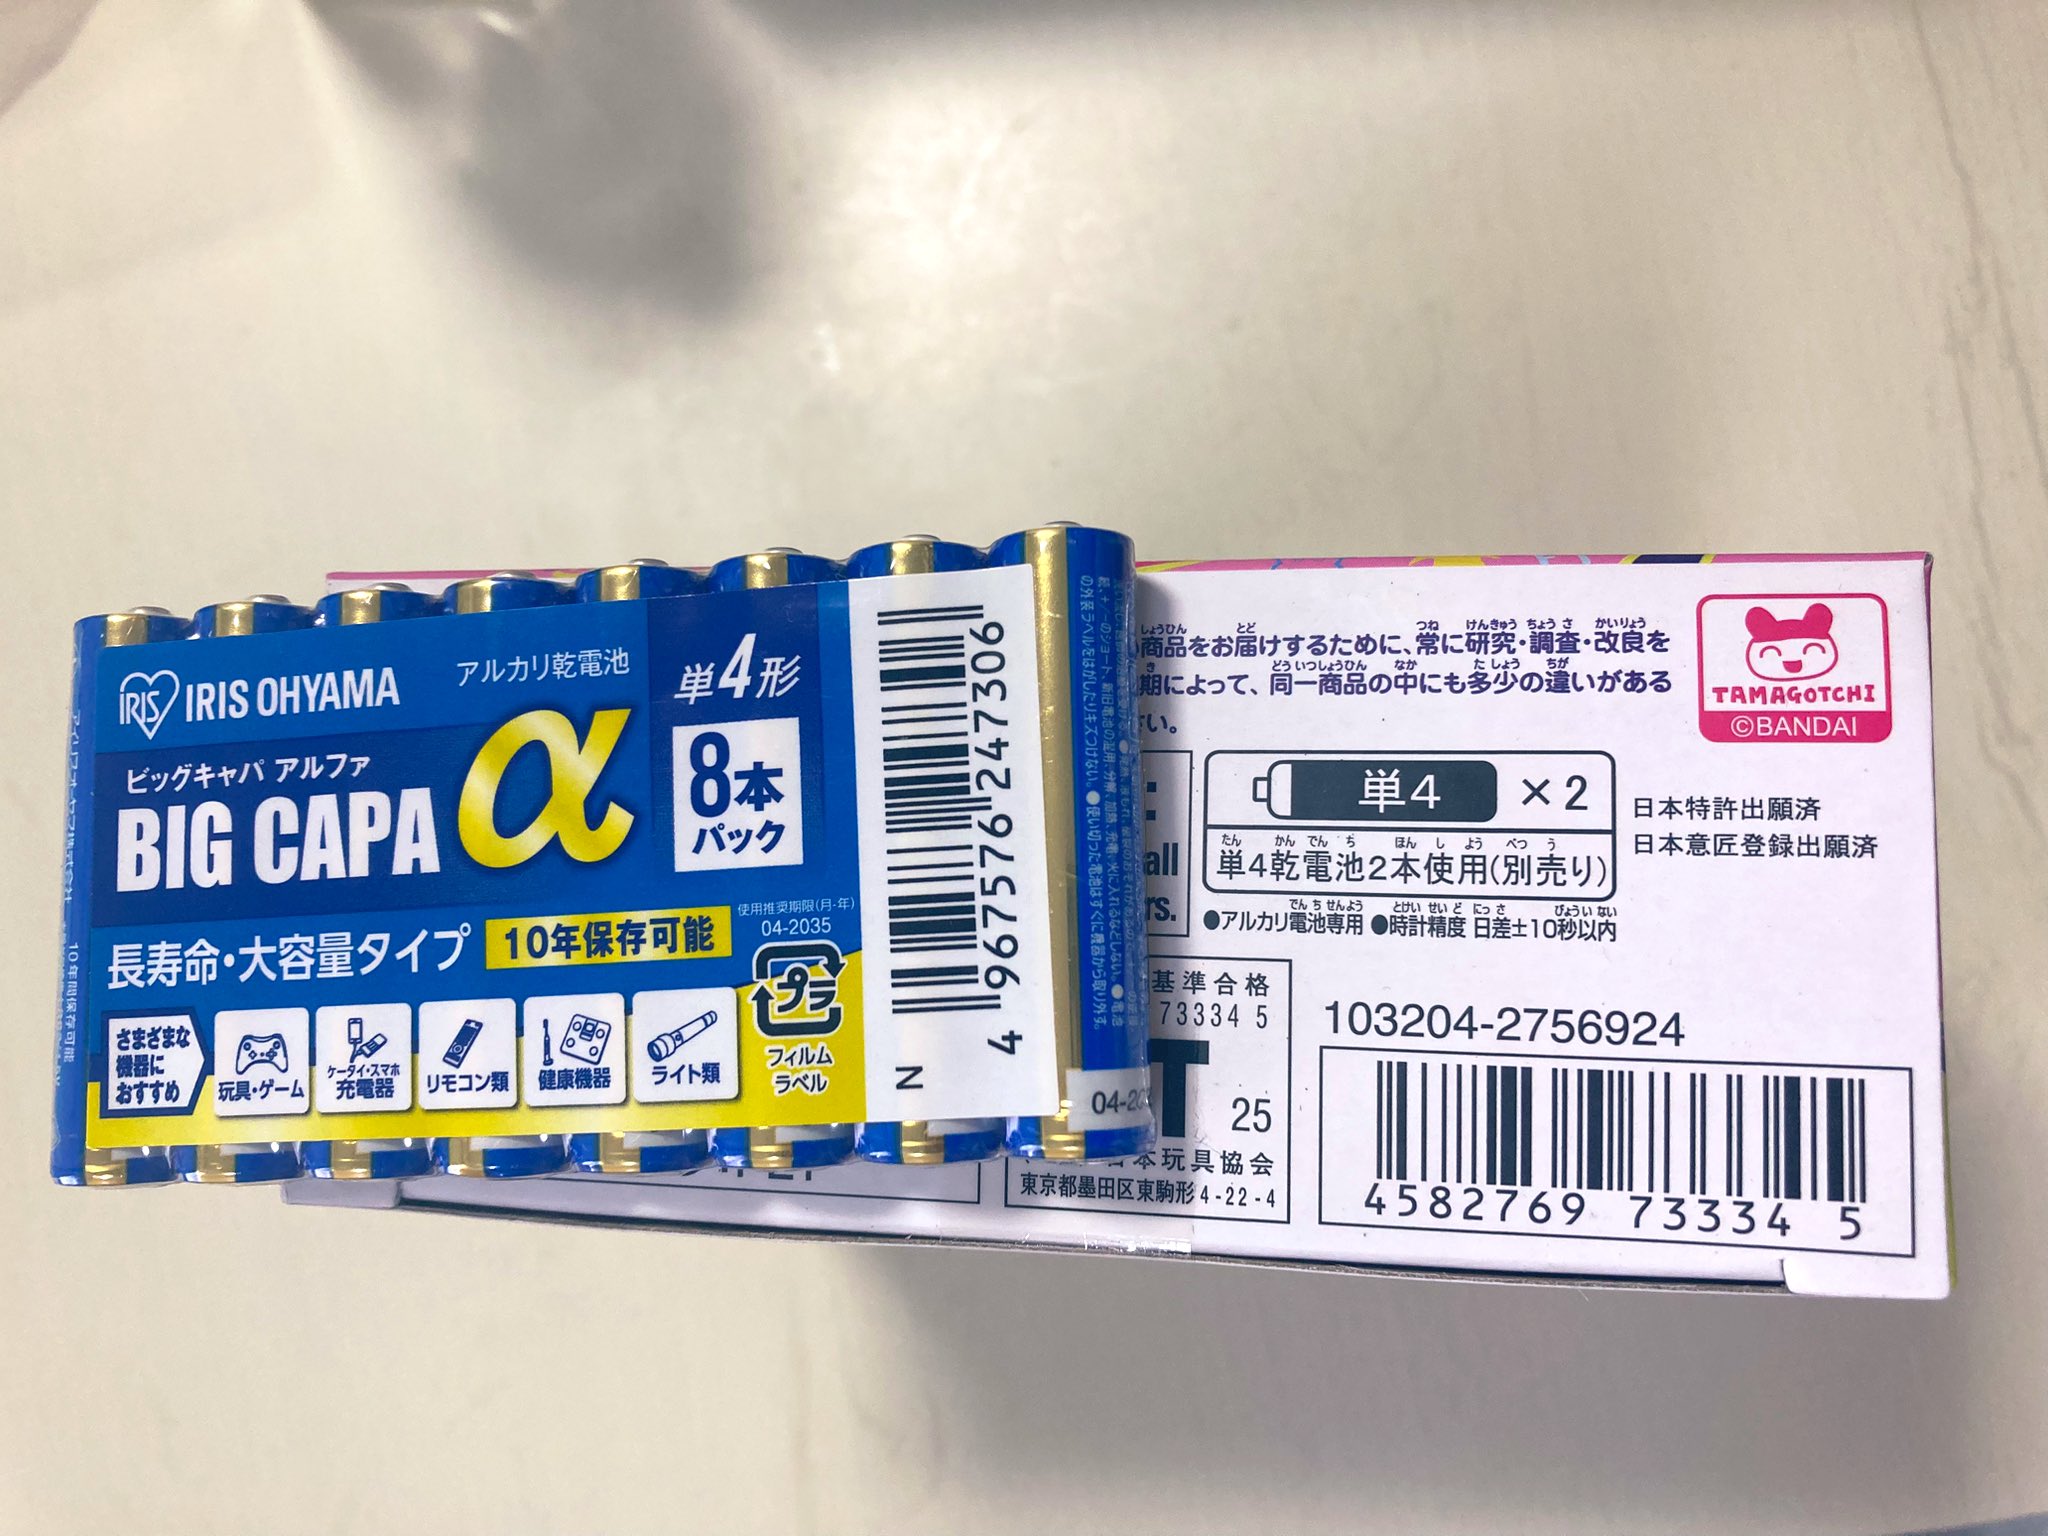 IRIS
IRIS OHYAMA
アルカリ乾電池
単4形
ビッグキャパ アルファ
BIG CAPA α
8本
パック
長寿命・大容量タイプ
10年保存可能
使用推奨期限(月-年)
04-2035
さまざまな
機器に
おすすめ
玩具・ゲーム
ケータイ・スマホ
充電器
リモコン類
健康機器
ライト類
プラ
フィルム
ラベル
4 967576 247306
N
04-20
商品をお届けするために、常に研究・調査・改良を
期によって、同一商品の中にも多少の違いがある
さい。
TAMAGOTCHI
©BANDAI
単4 ×2
単4乾電池2本使用(別売り)
●アルカリ電池専用 ●時計精度 日差±10秒以内
日本特許出願済
日本意匠登録出願済
all
rs.
基準合格
73334 5
T
25
本玩具協会
東京都墨田区東駒形4-22-4
103204-2756924
4582769 73334 5